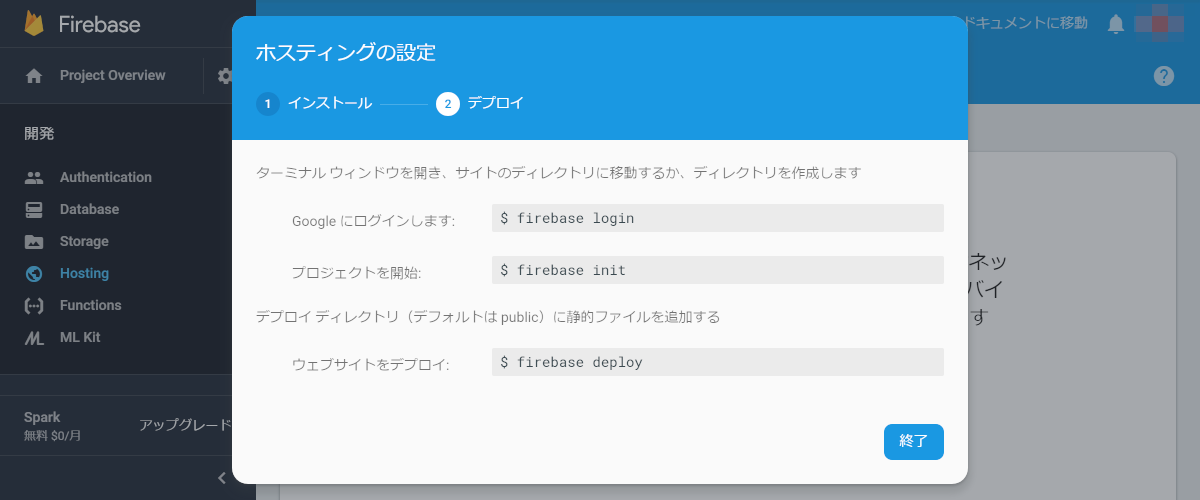 Firebase
Project Overview
開発
Authentication
Database
Storage
Hosting
Functions
ML Kit
Spark
無料 $0/月
アップグレード
ドキュメントに移動
ホスティングの設定
1 インストール
2 デプロイ
ターミナル ウィンドウを開き、サイトのディレクトリに移動するか、ディレクトリを作成します
Google にログインします:
$ firebase login
プロジェクトを開始:
$ firebase init
デプロイ ディレクトリ（デフォルトは public）に静的ファイルを追加する
ウェブサイトをデプロイ:
$ firebase deploy
終了
ネッ
バイ
す